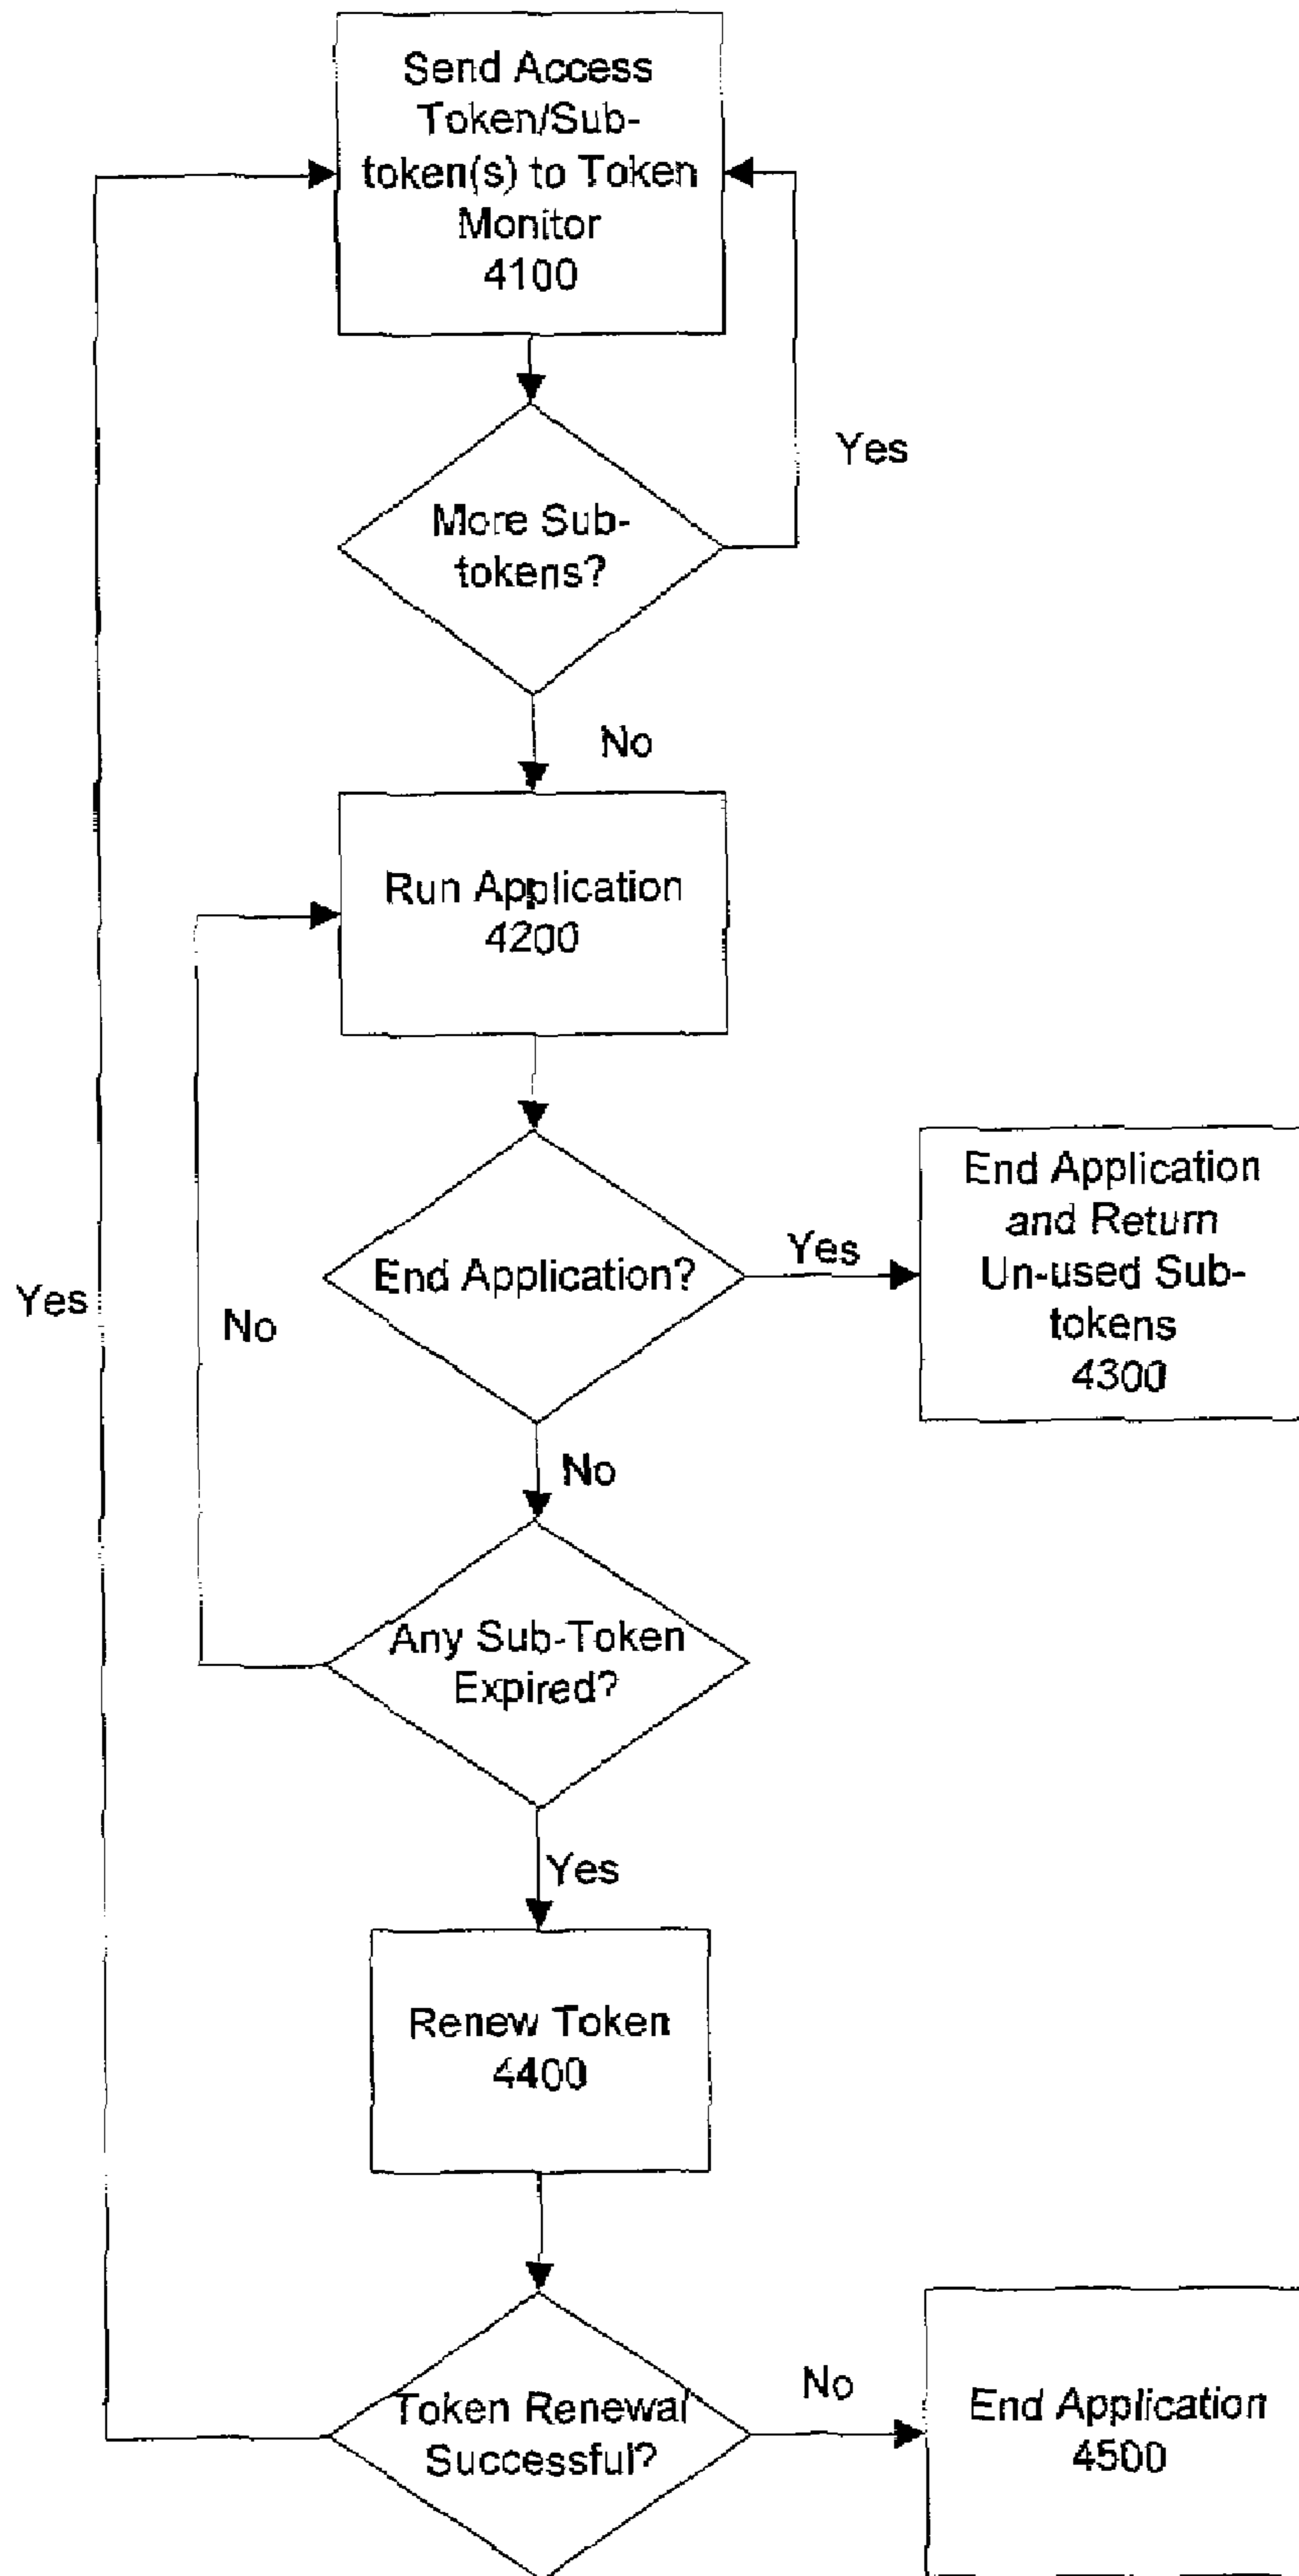 Send Access
Token/Sub-
token(s) to Token
Monitor
4100
Yes
More Sub-
tokens?
No
Run Application
4200
End Application?
Yes
End Application
and Return
Un-used Sub-
tokens
4300
Yes
No
No
Any Sub-Token
Expired?
Yes
Renew Token
4400
Token Renewal
Successful?
No
End Application
4500